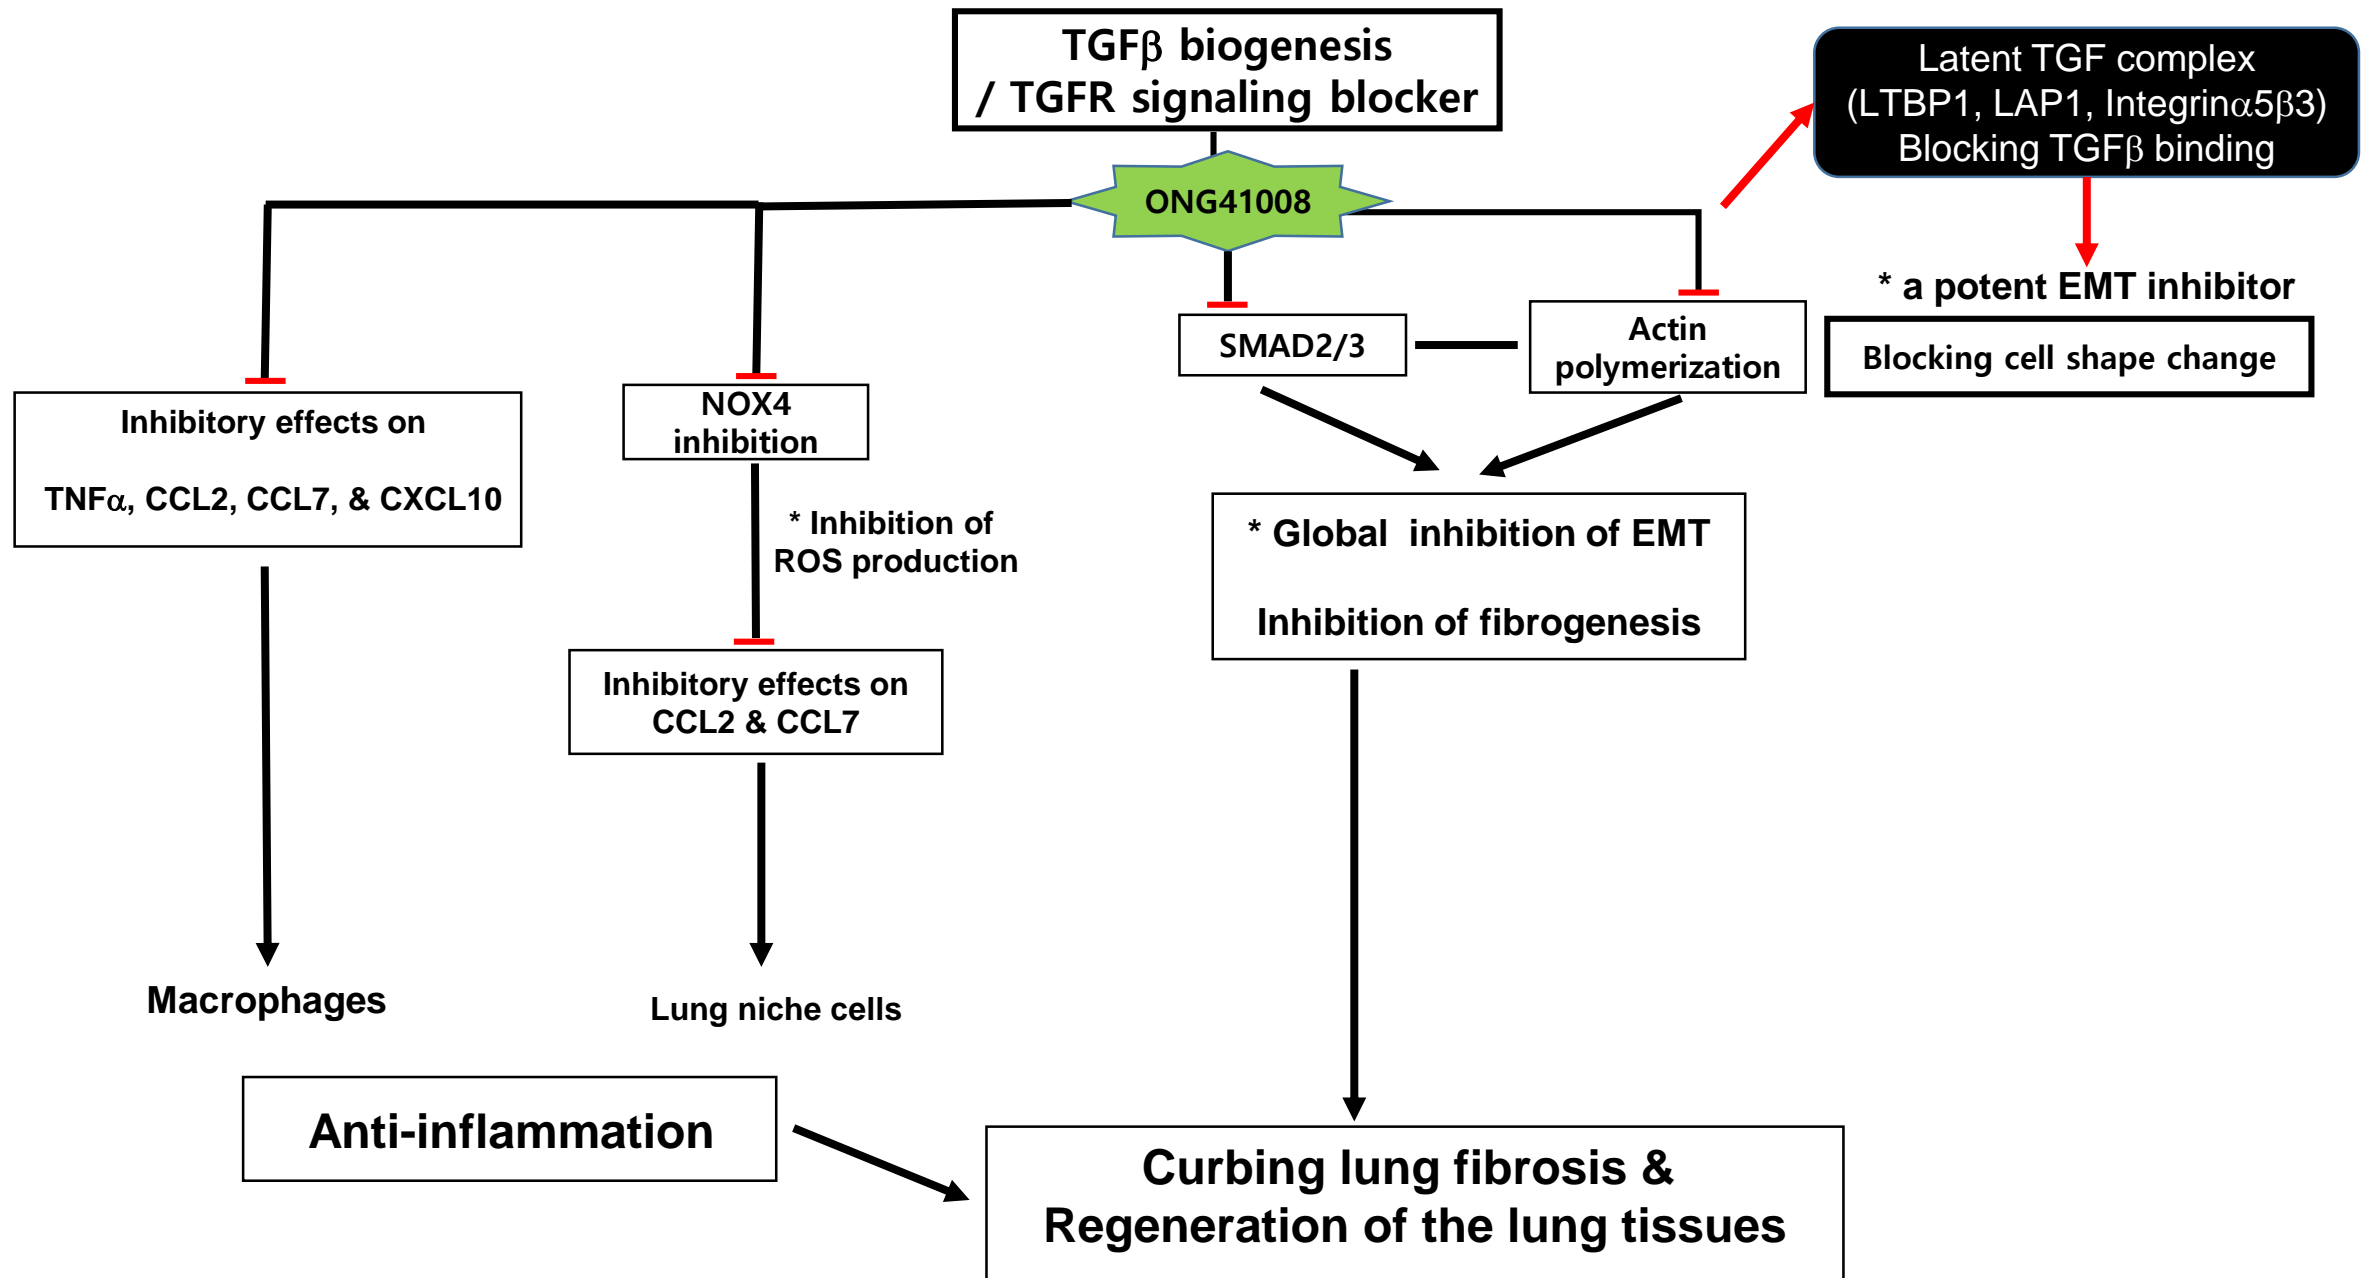 TGFβ biogenesis
/ TGFR signaling blocker
Latent TGF complex
(LTBP1, LAP1, Integrinα5β3)
Blocking TGFβ binding
ONG41008
* a potent EMT inhibitor
Blocking cell shape change
SMAD2/3
Actin
polymerization
NOX4
inhibition
Inhibitory effects on
TNFα, CCL2, CCL7, & CXCL10
* Inhibition of
ROS production
* Global  inhibition of EMT
Inhibition of fibrogenesis
Inhibitory effects on
CCL2 & CCL7
Macrophages
Lung niche cells
Anti-inflammation
Curbing lung fibrosis &
Regeneration of the lung tissues